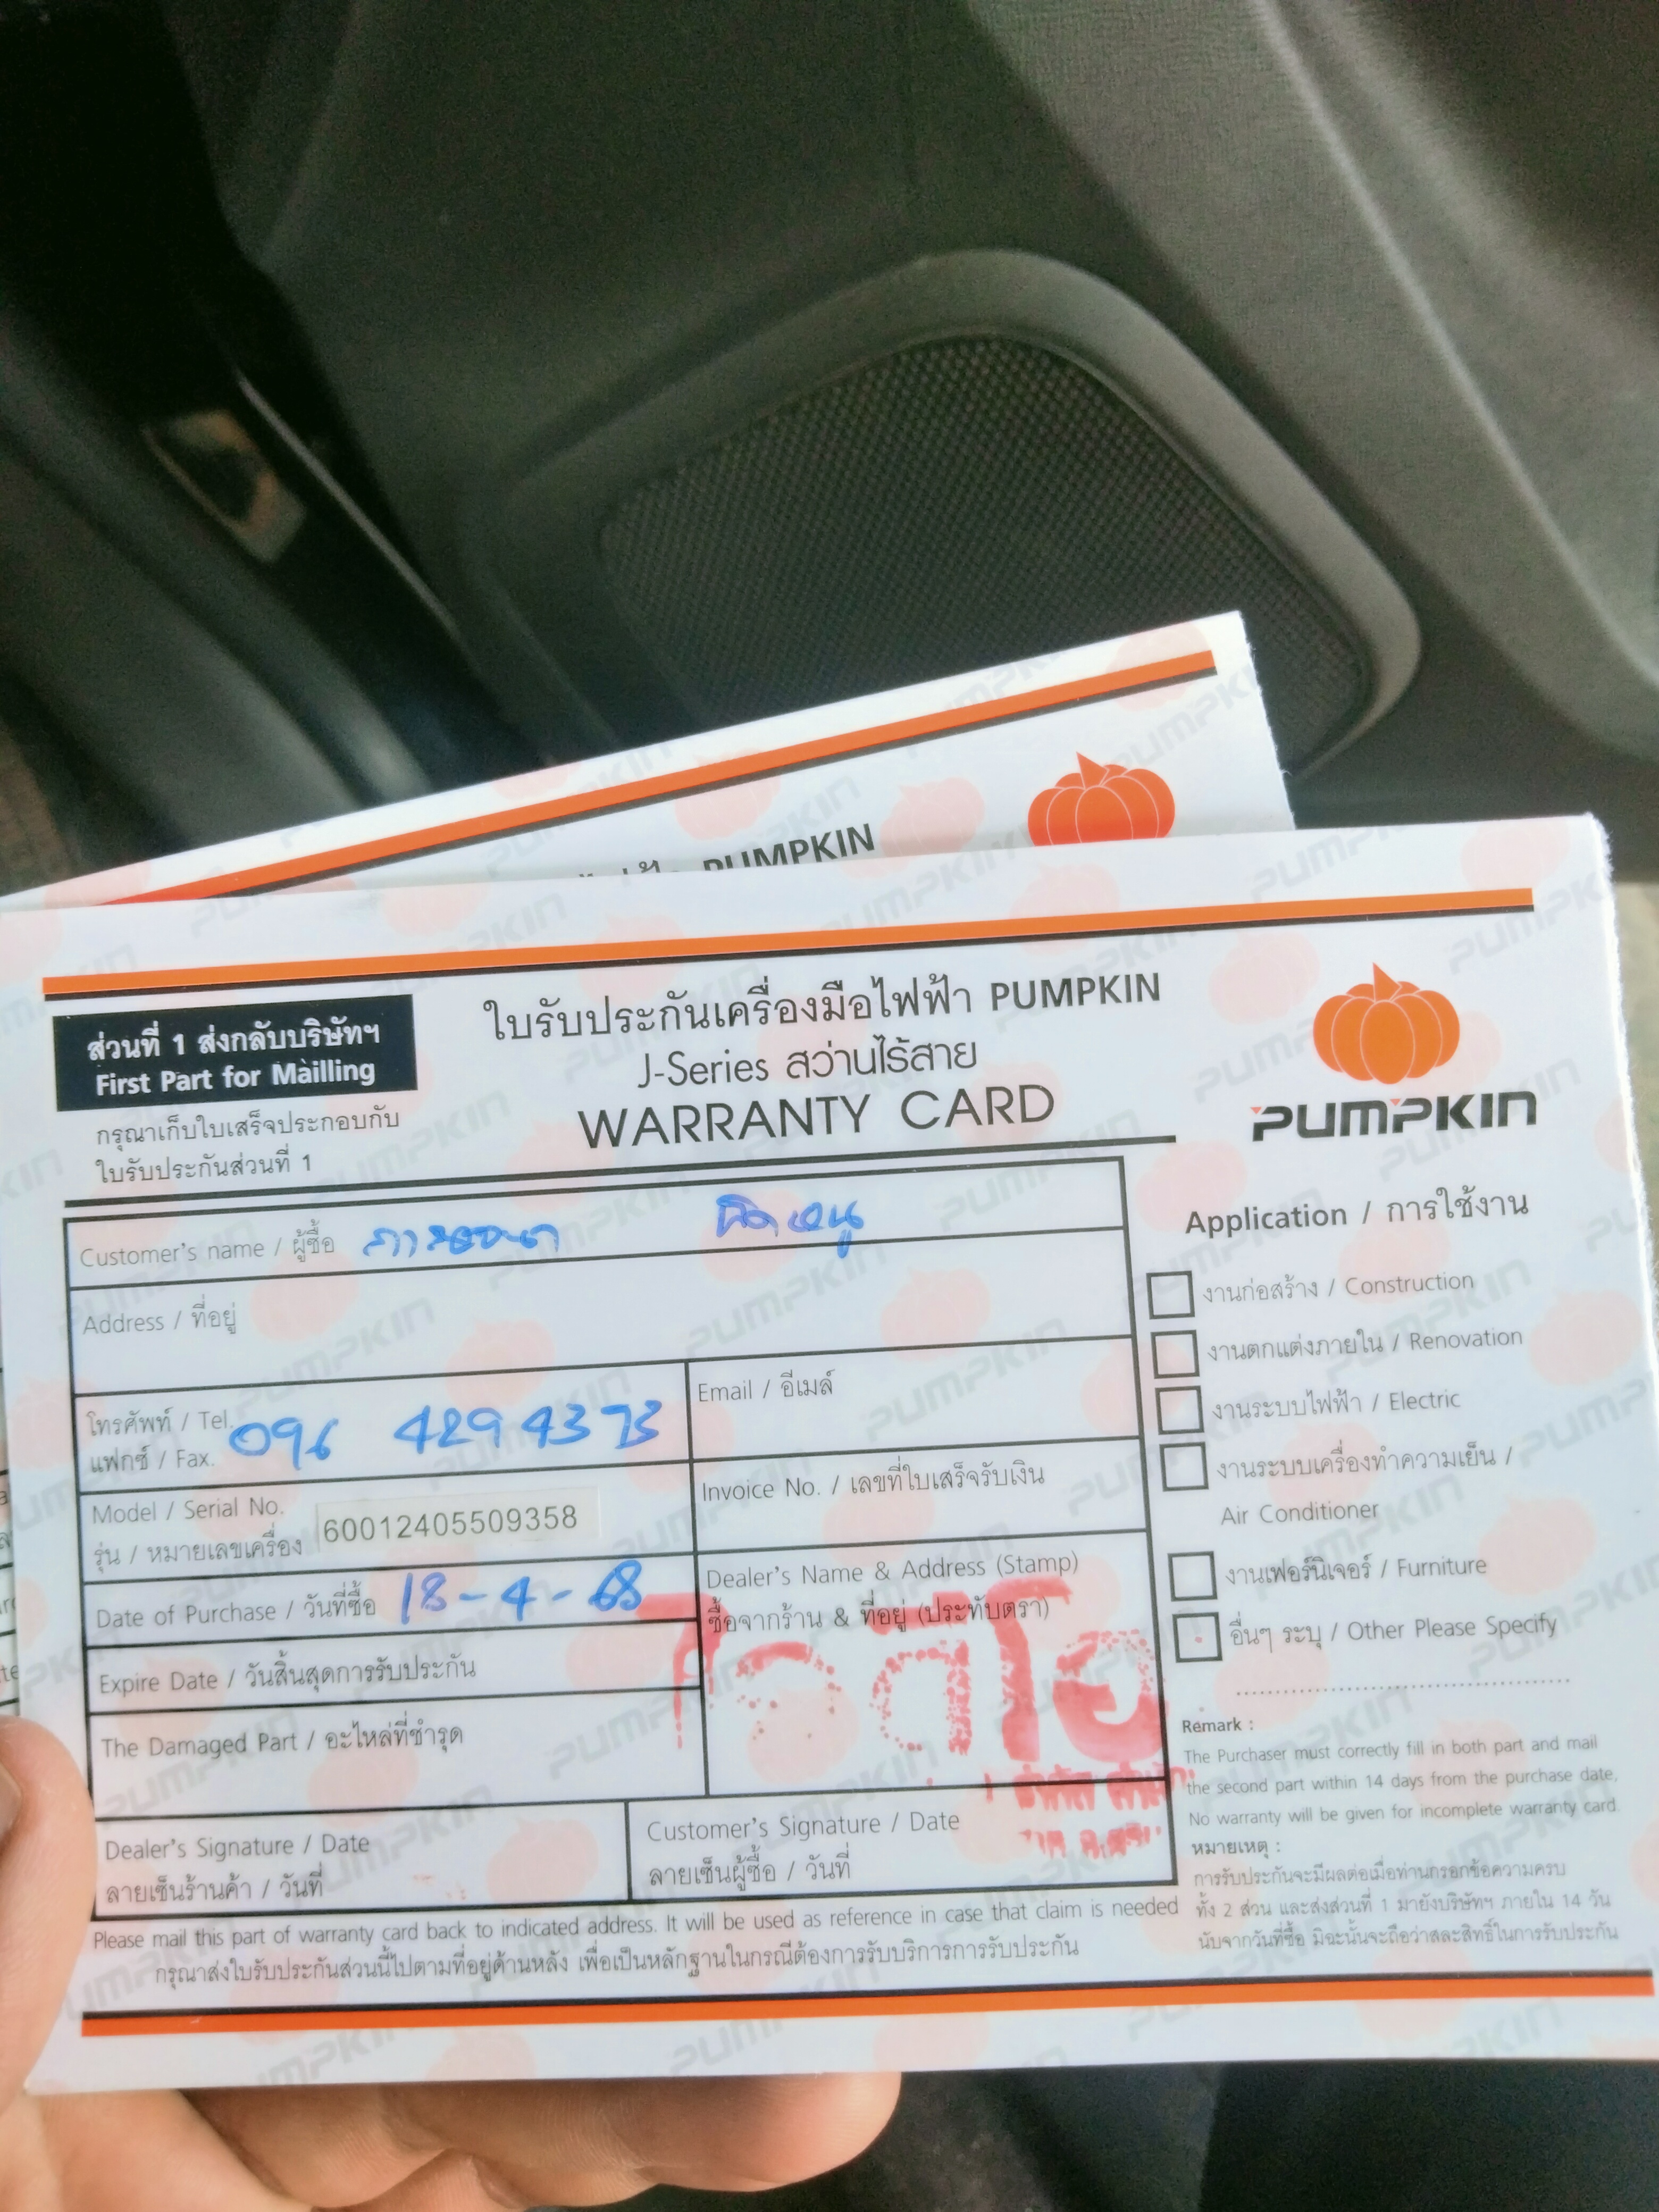 PUMPKIN
ส่วนที่ 1 ส่งกลับบริษัทฯ
First Part for Mailling
กรุณาเก็บใบเสร็จประกอบกับ
ใบรับประกันส่วนที่ 1
ใบรับประกันเครื่องมือไฟฟ้า PUMPKIN
J-Series สว่านไร้สาย
WARRANTY CARD
PUMPKIN
Customer's name / ผู้ซื้อ
Address / ที่อยู่
โทรศัพท์ / Tel. 096 429 4373
แฟกซ์ / Fax.
Email / อีเมล์
Model / Serial No. 60012405509358
รุ่น / หมายเลขเครื่อง
Invoice No. / เลขที่ใบเสร็จรับเงิน
Date of Purchase / วันที่ซื้อ 18-4-68
Dealer's Name & Address (Stamp)
ซื้อจากร้าน & ที่อยู่ (ประทับตรา)
Expire Date / วันสิ้นสุดการรับประกัน
The Damaged Part / อะไหล่ที่ชำรุด
Dealer's Signature / Date
ลายเซ็นร้านค้า / วันที่
Customer's Signature / Date
ลายเซ็นผู้ซื้อ / วันที่
Please mail this part of warranty card back to indicated address. It will be used as reference in case that claim is needed
กรุณาส่งใบรับประกันส่วนนี้ไปตามที่อยู่ด้านหลัง เพื่อเป็นหลักฐานในกรณีต้องการรับบริการการรับประกัน
Application / การใช้งาน
งานก่อสร้าง / Construction
งานตกแต่งภายใน / Renovation
งานระบบไฟฟ้า / Electric
งานระบบเครื่องทำความเย็น /
Air Conditioner
งานเฟอร์นิเจอร์ / Furniture
อื่นๆ ระบุ / Other Please Specify
Remark :
The Purchaser must correctly fill in both part and mail
the second part within 14 days from the purchase date,
No warranty will be given for incomplete warranty card.
หมายเหตุ :
การรับประกันจะมีผลต่อเมื่อท่านกรอกข้อความครบ
ทั้ง 2 ส่วน และส่งส่วนที่ 1 มายังบริษัทฯ ภายใน 14 วัน
นับจากวันที่ซื้อ มิฉะนั้นจะถือว่าสละสิทธิ์ในการรับประกัน